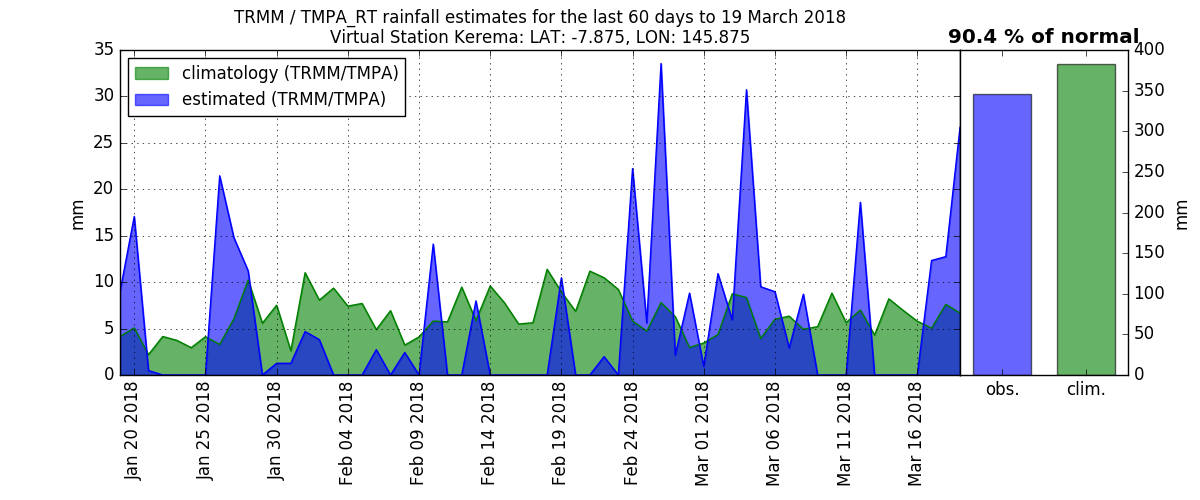 TRMM / TMPA_RT rainfall estimates for the last 60 days to 19 March 2018
Virtual Station Kerema: LAT: -7.875, LON: 145.875
90.4 % of normal
climatology (TRMM/TMPA)
estimated (TRMM/TMPA)
mm
35
30
25
20
15
10
5
0
Jan 20 2018
Jan 25 2018
Jan 30 2018
Feb 04 2018
Feb 09 2018
Feb 14 2018
Feb 19 2018
Feb 24 2018
Mar 01 2018
Mar 06 2018
Mar 11 2018
Mar 16 2018
obs.
clim.
400
350
300
250
200
150
100
50
0
mm